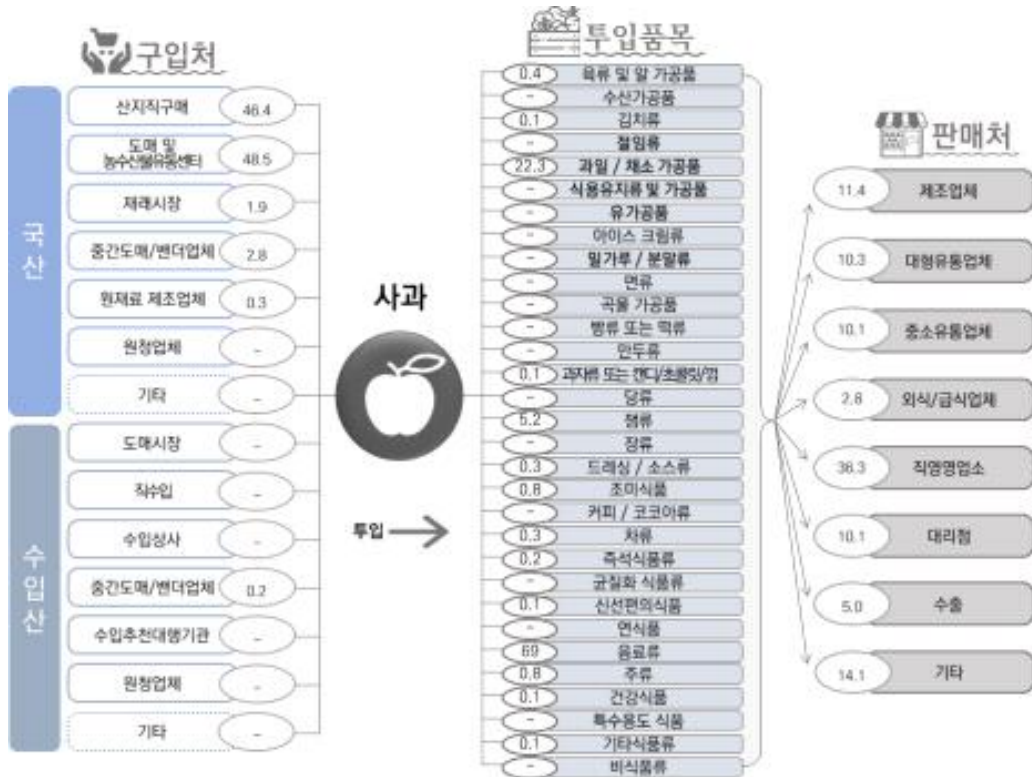 구입처
국산
산지직구매 46.4
도매 및
농수산물유통센터 48.5
재래시장 1.9
중간도매/밴더업체 2.8
원재료 제조업체 0.3
원청업체 -
기타 -
수입산
도매시장 -
직수입 -
수입상사 -
중간도매/밴더업체 0.2
수입추천대행기관 -
원청업체 -
기타 -
사과
투입
투입품목
0.4 육류 및 알 가공품
- 수산가공품
0.1 김치류
- 절임류
22.3 과일 / 채소 가공품
- 식용유지류 및 가공품
- 유가공품
- 아이스 크림류
- 밀가루 / 분말류
- 면류
- 곡물 가공품
- 빵류 또는 떡류
- 만두류
0.1 과자류 또는 캔디/초콜릿/껌
- 당류
5.2 잼류
- 장류
0.3 드레싱 / 소스류
0.8 조미식품
- 커피 / 코코아류
0.3 차류
0.2 즉석식품류
- 균질화 식품류
0.1 신선편의식품
- 연식품
69 음료류
0.8 주류
0.1 건강식품
- 특수용도 식품
0.1 기타식품류
- 비식품류
판매처
11.4 제조업체
10.3 대형유통업체
10.1 중소유통업체
2.8 외식/급식업체
36.3 직영영업소
10.1 대리점
5.0 수출
14.1 기타